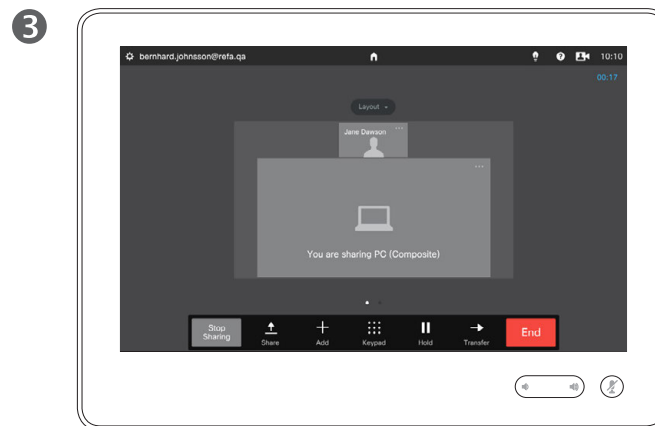 3
bernhard.johnsson@refa.qa
10:10
00:17
Layout
Jane Dawson
You are sharing PC (Composite)
Stop
Sharing
Share
Add
Keypad
Hold
Transfer
End